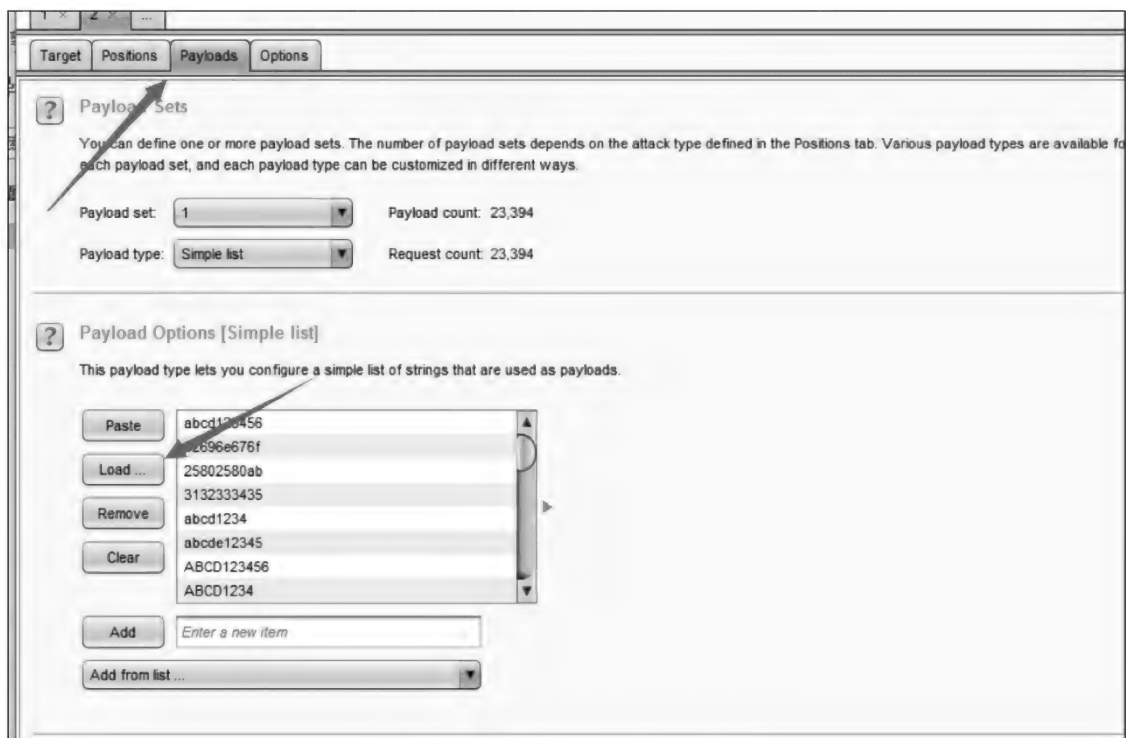 1 × 2 × ...
Target Positions Payloads Options
? Payload Sets
You can define one or more payload sets. The number of payload sets depends on the attack type defined in the Positions tab. Various payload types are available fo
each payload set, and each payload type can be customized in different ways.
Payload set: 1 Payload count: 23,394
Payload type: Simple list Request count: 23,394
? Payload Options [Simple list]
This payload type lets you configure a simple list of strings that are used as payloads.
Paste
Load ...
Remove
Clear
abcd123456
2696e676f
25802580ab
3132333435
abcd1234
abcde12345
ABCD123456
ABCD1234
Add Enter a new item
Add from list ...